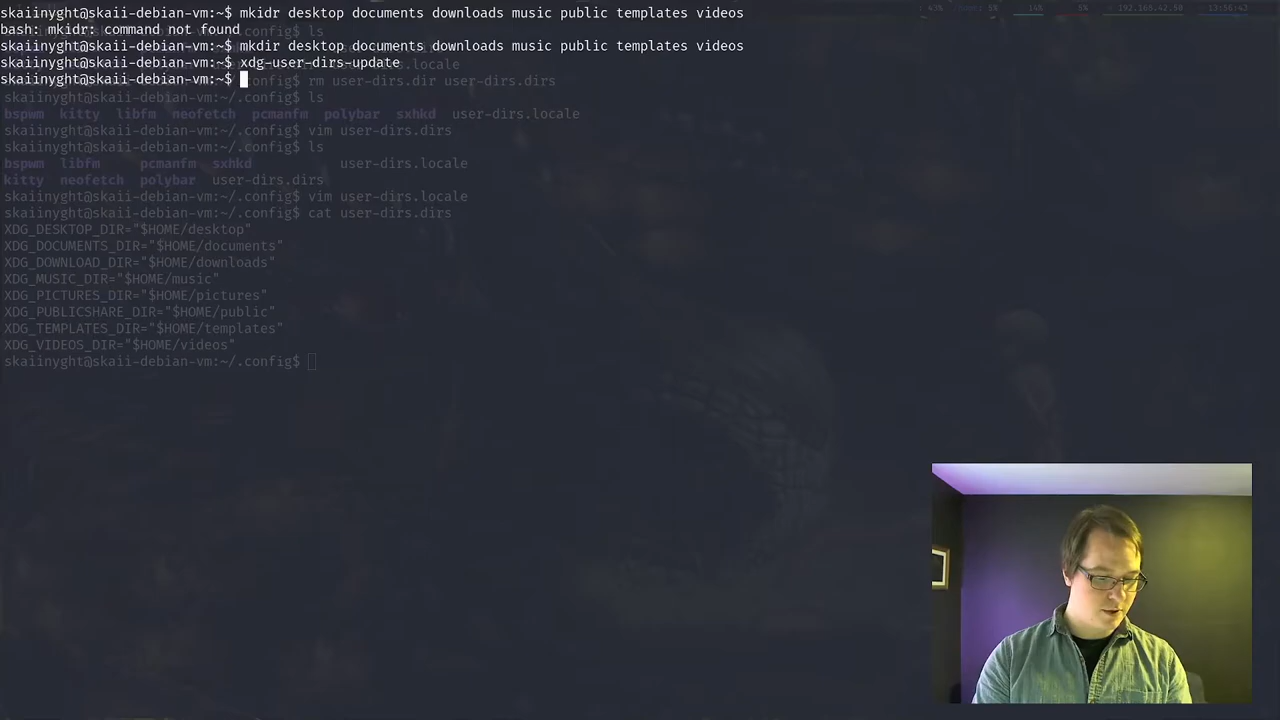 skaiinyght@skaii-debian-vm:~$ mkidr desktop documents downloads music public templates videos
bash: mkidr: command not found
ls
skaiinyght@skaii-debian-vm:~$ mkdir desktop documents downloads music public templates videos
skaiinyght@skaii-debian-vm:~$ xdg-user-dirs-update
.locale
skaiinyght@skaii-debian-vm:~$
rm user-dirs.dir user-dirs.dirs
skaiinyght@skaii-debian-vm:~/.config$ ls
bspwm kitty libfm neofetch pcmanfm polybar sxhkd user-dirs.locale
skaiinyght@skaii-debian-vm:~/.config$ vim user-dirs.dirs
skaiinyght@skaii-debian-vm:~/.config$ ls
bspwm libfm pcmanfm sxhkd user-dirs.locale
kitty neofetch polybar user-dirs.dirs
skaiinyght@skaii-debian-vm:~/.config$ vim user-dirs.locale
skaiinyght@skaii-debian-vm:~/.config$ cat user-dirs.dirs
XDG_DESKTOP_DIR="$HOME/desktop"
XDG_DOCUMENTS_DIR="$HOME/documents"
XDG_DOWNLOAD_DIR="$HOME/downloads"
XDG_MUSIC_DIR="$HOME/music"
XDG_PICTURES_DIR="$HOME/pictures"
XDG_PUBLICSHARE_DIR="$HOME/public"
XDG_TEMPLATES_DIR="$HOME/templates"
XDG_VIDEOS_DIR="$HOME/videos"
skaiinyght@skaii-debian-vm:~/.config$